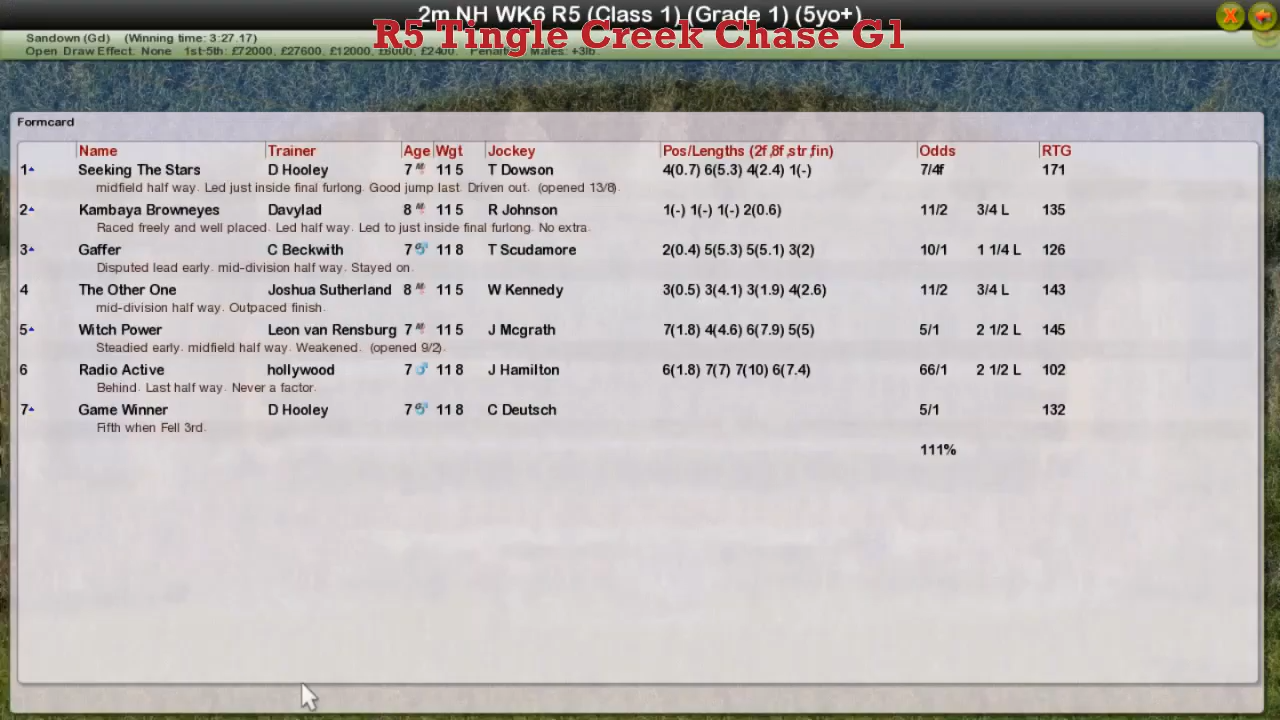 2m NH WK6 R5 (Class 1) (Grade 1) (5yo+)
R5 Tingle Creek Chase G1
Sandown (Gd) (Winning time: 3:27.17)
Open Draw Effect. None 1st-5th: £72000, £27600, £12000, £6000, £2400. Males: +3lb.
Formcard
Name Trainer Age Wgt Jockey Pos/Lengths (2f,8f,str,fin) Odds RTG
1 Seeking The Stars D Hooley 7 11 5 T Dowson 4(0.7) 6(5.3) 4(2.4) 1(-) 7/4f 171
midfield half way. Led just inside final furlong. Good jump last. Driven out. (opened 13/8).
2 Kambaya Browneyes Davylad 8 11 5 R Johnson 1(-) 1(-) 1(-) 2(0.6) 11/2 3/4 L 135
Raced freely and well placed. Led half way. Led to just inside final furlong. No extra.
3 Gaffer C Beckwith 7 11 8 T Scudamore 2(0.4) 5(5.3) 5(5.1) 3(2) 10/1 1 1/4 L 126
Disputed lead early. mid-division half way. Stayed on.
4 The Other One Joshua Sutherland 8 11 5 W Kennedy 3(0.5) 3(4.1) 3(1.9) 4(2.6) 11/2 3/4 L 143
mid-division half way. Outpaced finish.
5 Witch Power Leon van Rensburg 7 11 5 J Mcgrath 7(1.8) 4(4.6) 6(7.9) 5(5) 5/1 2 1/2 L 145
Steadied early. midfield half way. Weakened. (opened 9/2).
6 Radio Active hollywood 7 11 8 J Hamilton 6(1.8) 7(7) 7(10) 6(7.4) 66/1 2 1/2 L 102
Behind. Last half way. Never a factor.
7 Game Winner D Hooley 7 11 8 C Deutsch 5/1 132
Fifth when Fell 3rd.
111%